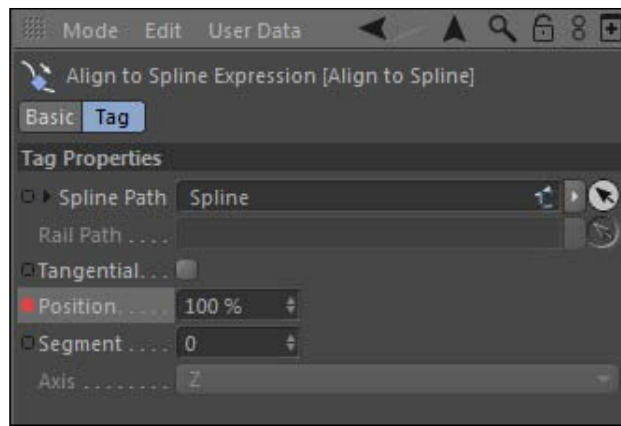 Mode Edit User Data
Align to Spline Expression [Align to Spline]
Basic Tag
Tag Properties
Spline Path Spline
Rail Path . . . .
Tangential. . .
Position. . . . . 100 %
Segment . . . . 0
Axis . . . . . . . . Z